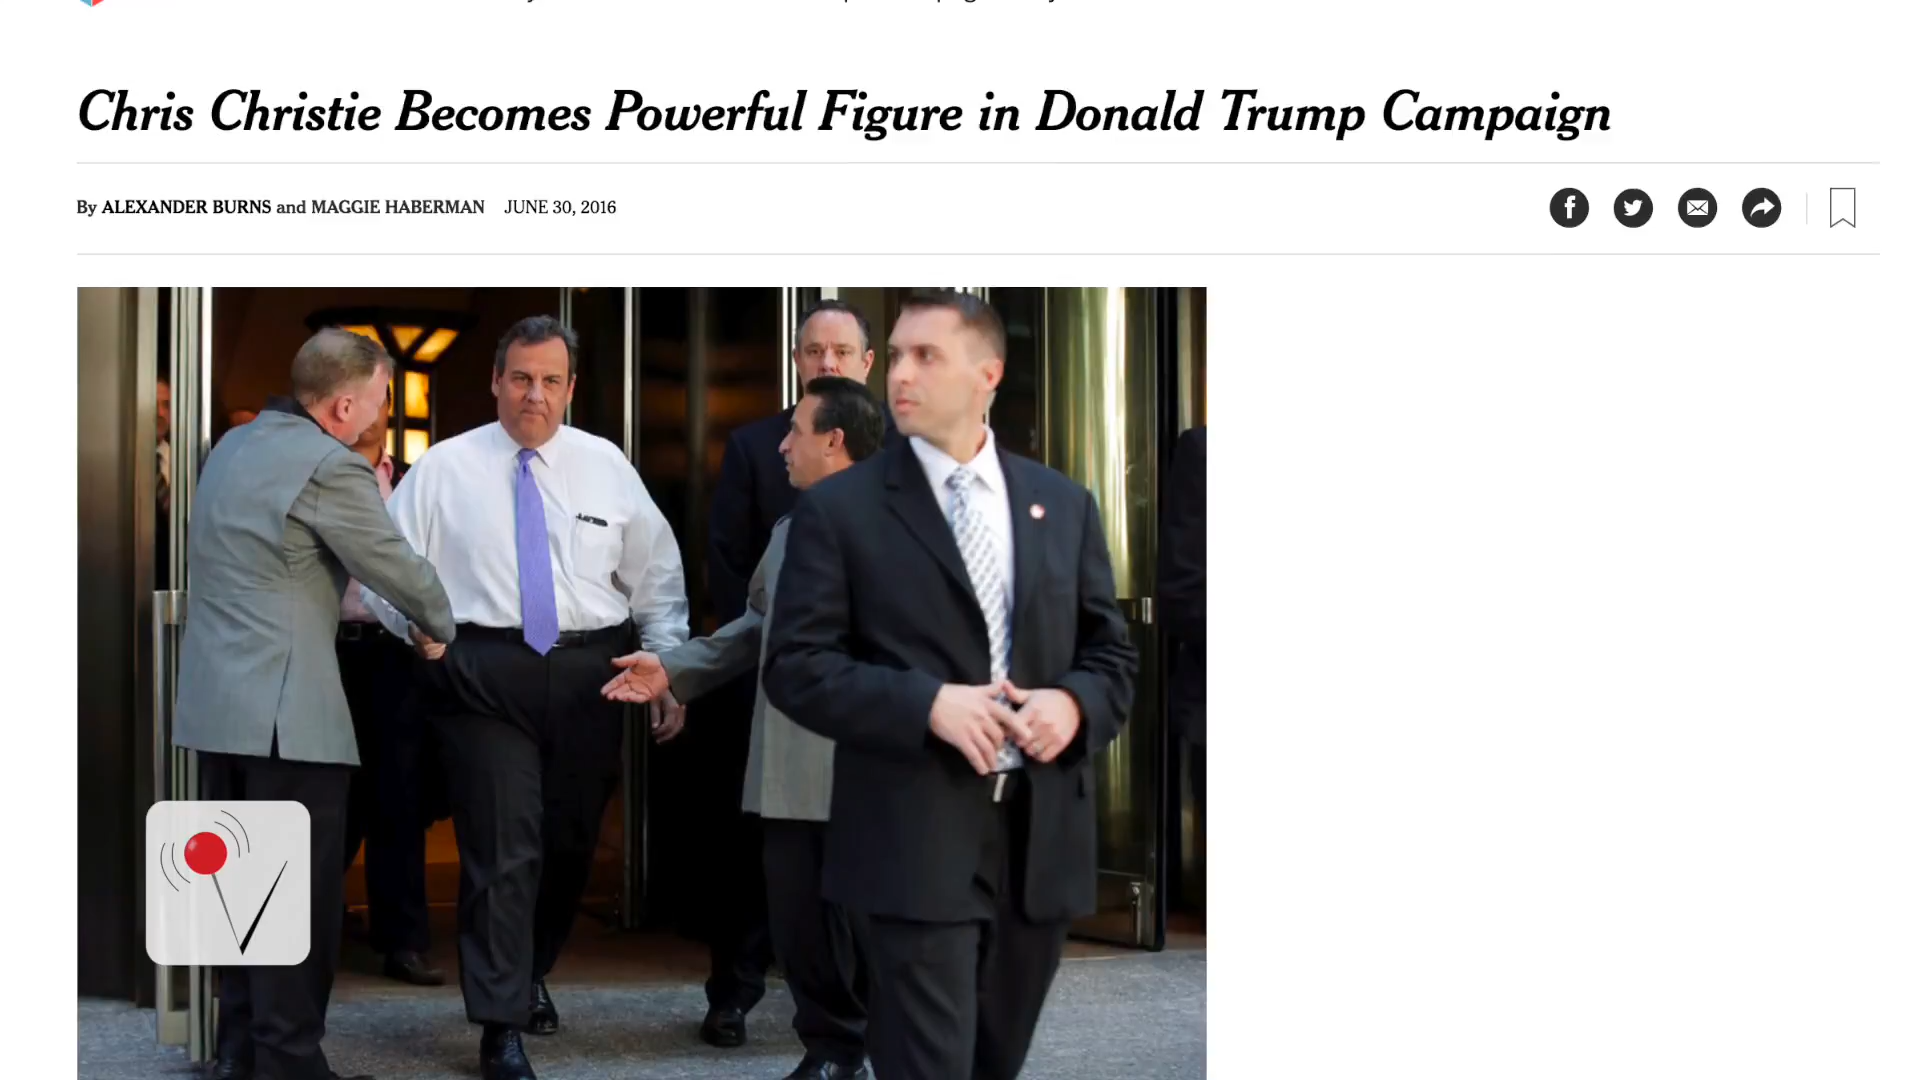 Chris Christie Becomes Powerful Figure in Donald Trump Campaign
By ALEXANDER BURNS and MAGGIE HABERMAN JUNE 30, 2016